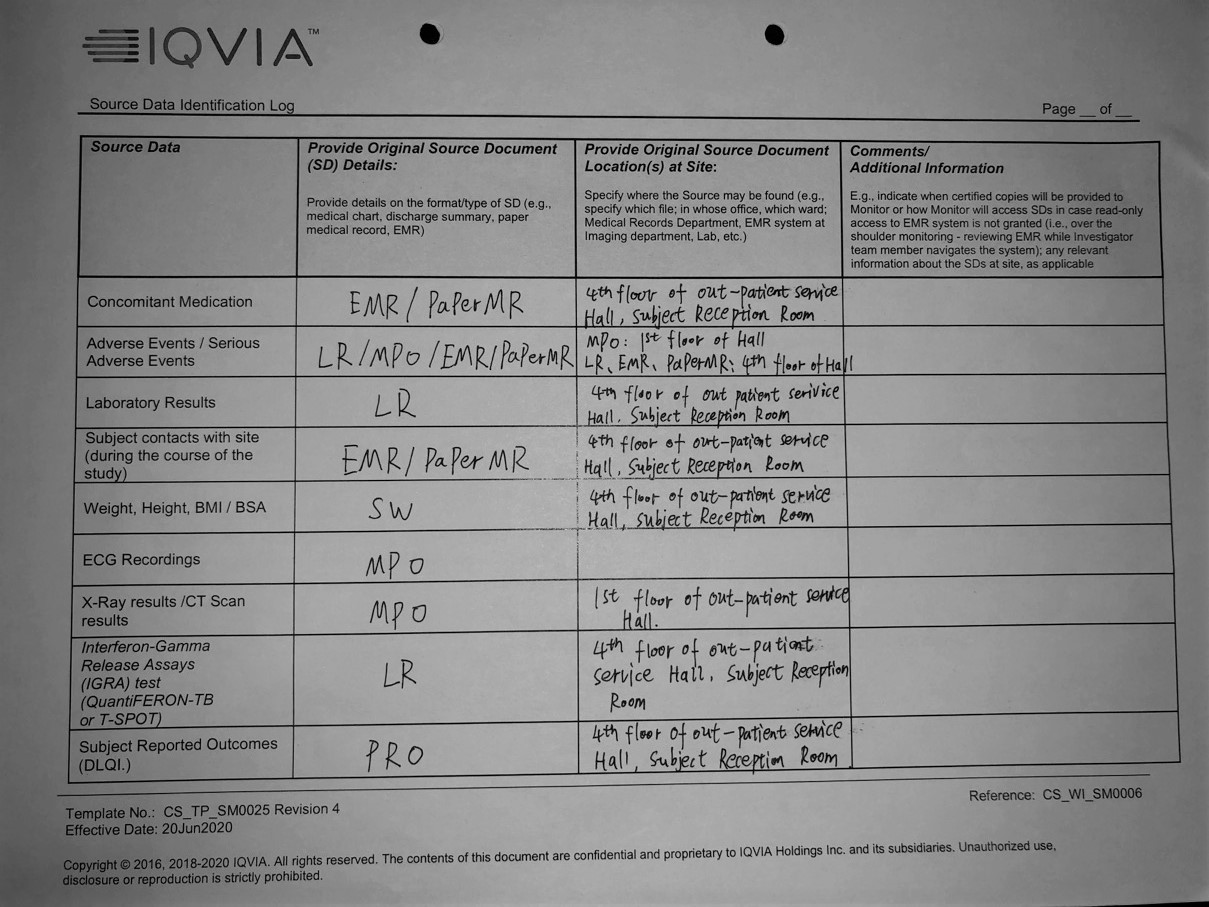 IQVIA™
Source Data Identification Log
Page __ of __
Source Data
Provide Original Source Document
(SD) Details:
Provide details on the format/type of SD (e.g.,
medical chart, discharge summary, paper
medical record, EMR)
Provide Original Source Document
Location(s) at Site:
Specify where the Source may be found (e.g.,
specify which file; in whose office, which ward;
Medical Records Department, EMR system at
Imaging department, Lab, etc.)
Comments/
Additional Information
E.g., indicate when certified copies will be provided to
Monitor or how Monitor will access SDs in case read-only
access to EMR system is not granted (i.e., over the
shoulder monitoring - reviewing EMR while Investigator
team member navigates the system); any relevant
information about the SDs at site, as applicable
Concomitant Medication
EMR / PaPerMR
4th floor of out-patient service
Hall, Subject Reception Room
Adverse Events / Serious
Adverse Events
LR/MPO/EMR/PaPerMR
MPO: 1st floor of Hall
LR、EMR、PaPerMR: 4th floor of Hall
Laboratory Results
LR
4th floor of out patient serivice
Hall, Subject Reception Room
Subject contacts with site
(during the course of the
study)
EMR/ PaPer MR
4th floor of out-patient service
Hall, Subject Reception Room
Weight, Height, BMI / BSA
SW
4th floor of out-patient service
Hall, Subject Reception Room
ECG Recordings
MPO
X-Ray results /CT Scan
results
MPO
1st floor of out-patient service
Hall.
Interferon-Gamma
Release Assays
(IGRA) test
(QuantiFERON-TB
or T-SPOT)
LR
4th floor of out-patient
service Hall, Subject Reception
Room
Subject Reported Outcomes
(DLQI.)
PRO
4th floor of out-patient service
Hall, Subject Reception Room
Template No.: CS_TP_SM0025 Revision 4
Effective Date: 20Jun2020
Reference: CS_WI_SM0006
Copyright © 2016, 2018-2020 IQVIA. All rights reserved. The contents of this document are confidential and proprietary to IQVIA Holdings Inc. and its subsidiaries. Unauthorized use,
disclosure or reproduction is strictly prohibited.